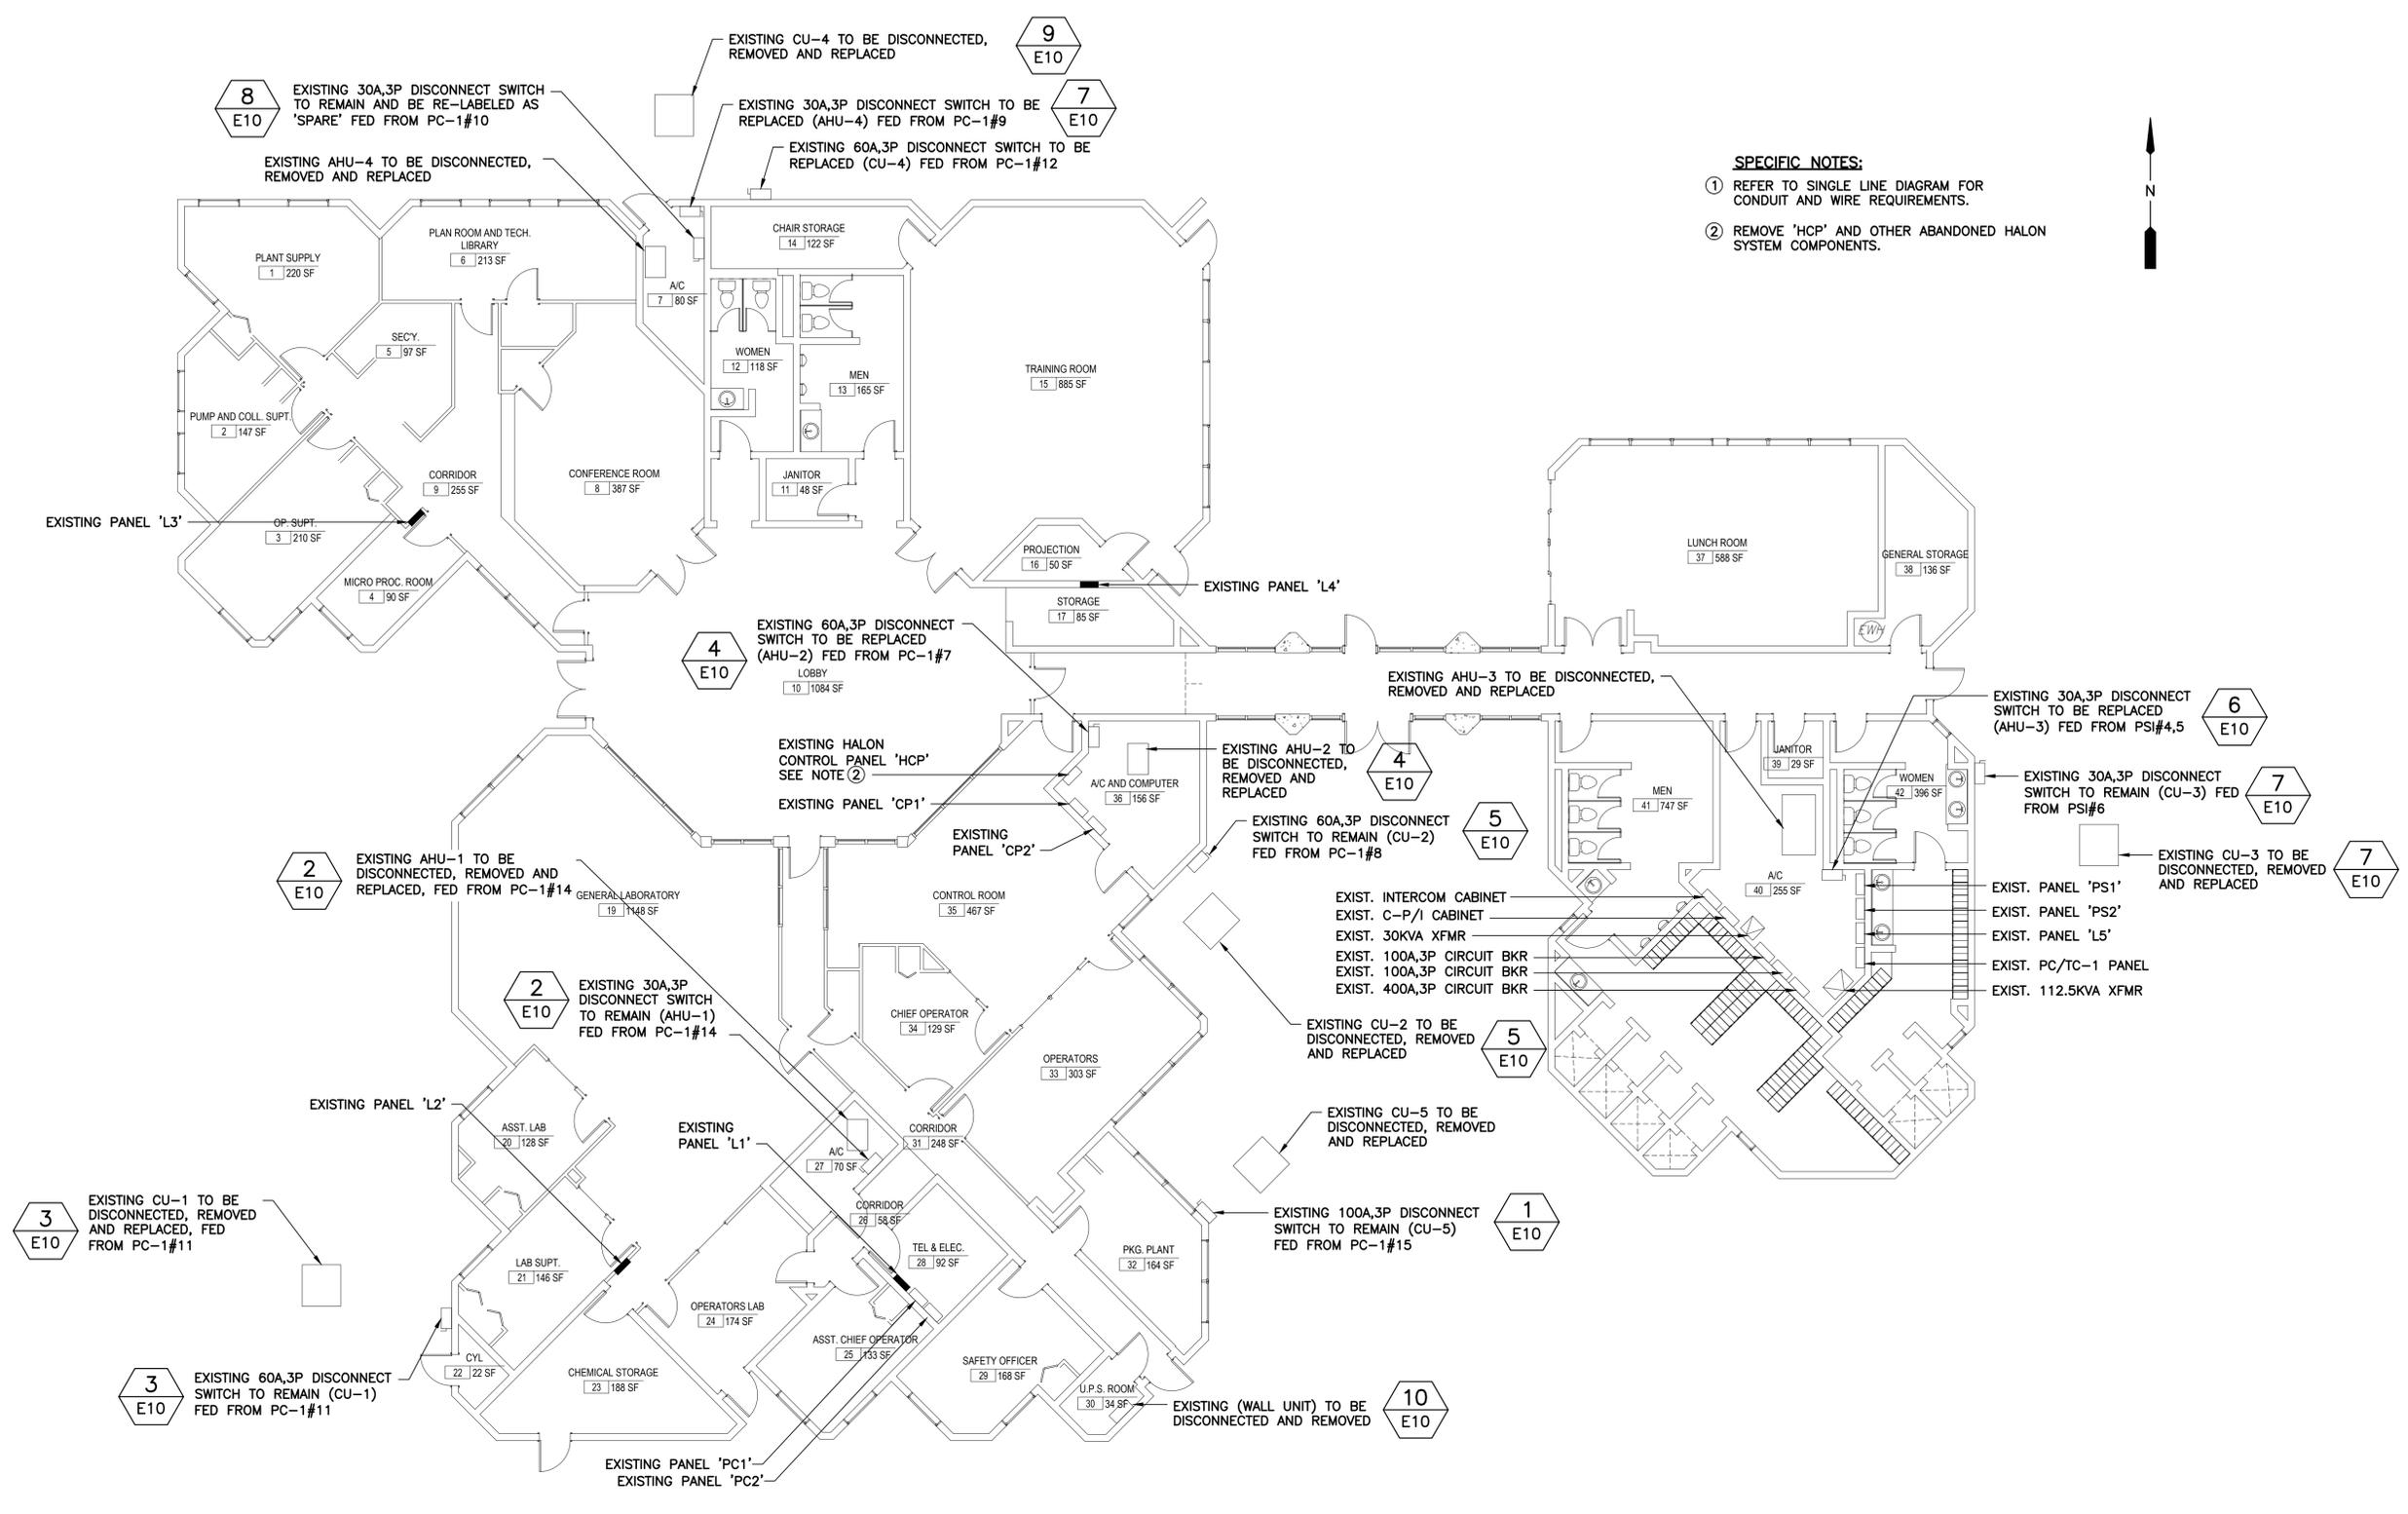 EXISTING CU-4 TO BE DISCONNECTED,
REMOVED AND REPLACED
9
E10
8
E10
EXISTING 30A,3P DISCONNECT SWITCH
TO REMAIN AND BE RE-LABELED AS
'SPARE' FED FROM PC-1#10
EXISTING 30A,3P DISCONNECT SWITCH TO BE
REPLACED (AHU-4) FED FROM PC-1#9
7
E10
EXISTING 60A,3P DISCONNECT SWITCH TO BE
REPLACED (CU-4) FED FROM PC-1#12
EXISTING AHU-4 TO BE DISCONNECTED,
REMOVED AND REPLACED
SPECIFIC NOTES:
1 REFER TO SINGLE LINE DIAGRAM FOR
CONDUIT AND WIRE REQUIREMENTS.
2 REMOVE 'HCP' AND OTHER ABANDONED HALON
SYSTEM COMPONENTS.
N
PLANT SUPPLY
1 220 SF
PLAN ROOM AND TECH.
LIBRARY
6 213 SF
CHAIR STORAGE
14 122 SF
A/C
7 80 SF
SEC'Y.
5 97 SF
WOMEN
12 118 SF
MEN
13 165 SF
TRAINING ROOM
15 885 SF
PUMP AND COLL. SUPT.
2 147 SF
CORRIDOR
9 255 SF
CONFERENCE ROOM
8 387 SF
JANITOR
11 48 SF
EXISTING PANEL 'L3'
OP. SUPT.
3 210 SF
MICRO PROC. ROOM
4 90 SF
PROJECTION
16 50 SF
EXISTING PANEL 'L4'
STORAGE
17 85 SF
LUNCH ROOM
37 588 SF
GENERAL STORAGE
38 136 SF
EWH
4
E10
EXISTING 60A,3P DISCONNECT
SWITCH TO BE REPLACED
(AHU-2) FED FROM PC-1#7
LOBBY
10 1084 SF
EXISTING AHU-3 TO BE DISCONNECTED,
REMOVED AND REPLACED
EXISTING 30A,3P DISCONNECT
SWITCH TO BE REPLACED
(AHU-3) FED FROM PSI#4,5
6
E10
EXISTING HALON
CONTROL PANEL 'HCP'
SEE NOTE 2
EXISTING PANEL 'CP1'
EXISTING
PANEL 'CP2'
A/C AND COMPUTER
36 156 SF
EXISTING AHU-2 TO
BE DISCONNECTED,
REMOVED AND
REPLACED
4
E10
JANITOR
39 29 SF
MEN
41 747 SF
WOMEN
42 396 SF
EXISTING 30A,3P DISCONNECT
SWITCH TO REMAIN (CU-3) FED
FROM PSI#6
7
E10
EXISTING 60A,3P DISCONNECT
SWITCH TO REMAIN (CU-2)
FED FROM PC-1#8
5
E10
EXISTING CU-3 TO BE
DISCONNECTED, REMOVED
AND REPLACED
7
E10
2
E10
EXISTING AHU-1 TO BE
DISCONNECTED, REMOVED AND
REPLACED, FED FROM PC-1#14
GENERAL LABORATORY
19 1148 SF
CONTROL ROOM
35 467 SF
A/C
40 255 SF
EXIST. INTERCOM CABINET
EXIST. C-P/I CABINET
EXIST. 30KVA XFMR
EXIST. 100A,3P CIRCUIT BKR
EXIST. 100A,3P CIRCUIT BKR
EXIST. 400A,3P CIRCUIT BKR
EXIST. PANEL 'PS1'
EXIST. PANEL 'PS2'
EXIST. PANEL 'L5'
EXIST. PC/TC-1 PANEL
EXIST. 112.5KVA XFMR
2
E10
EXISTING 30A,3P
DISCONNECT SWITCH
TO REMAIN (AHU-1)
FED FROM PC-1#14
CHIEF OPERATOR
34 129 SF
OPERATORS
33 303 SF
EXISTING CU-2 TO BE
DISCONNECTED, REMOVED
AND REPLACED
5
E10
EXISTING PANEL 'L2'
ASST. LAB
20 128 SF
EXISTING
PANEL 'L1'
A/C
27 70 SF
CORRIDOR
31 248 SF
EXISTING CU-5 TO BE
DISCONNECTED, REMOVED
AND REPLACED
3
E10
EXISTING CU-1 TO BE
DISCONNECTED, REMOVED
AND REPLACED, FED
FROM PC-1#11
CORRIDOR
26 58 SF
EXISTING 100A,3P DISCONNECT
SWITCH TO REMAIN (CU-5)
FED FROM PC-1#15
1
E10
LAB SUPT.
21 146 SF
TEL & ELEC.
28 92 SF
PKG. PLANT
32 164 SF
OPERATORS LAB
24 174 SF
ASST. CHIEF OPERATOR
25 133 SF
CYL
22 22 SF
CHEMICAL STORAGE
23 188 SF
SAFETY OFFICER
29 168 SF
U.P.S. ROOM
30 34 SF
3
E10
EXISTING 60A,3P DISCONNECT
SWITCH TO REMAIN (CU-1)
FED FROM PC-1#11
EXISTING (WALL UNIT) TO BE
DISCONNECTED AND REMOVED
10
E10
EXISTING PANEL 'PC1'
EXISTING PANEL 'PC2'